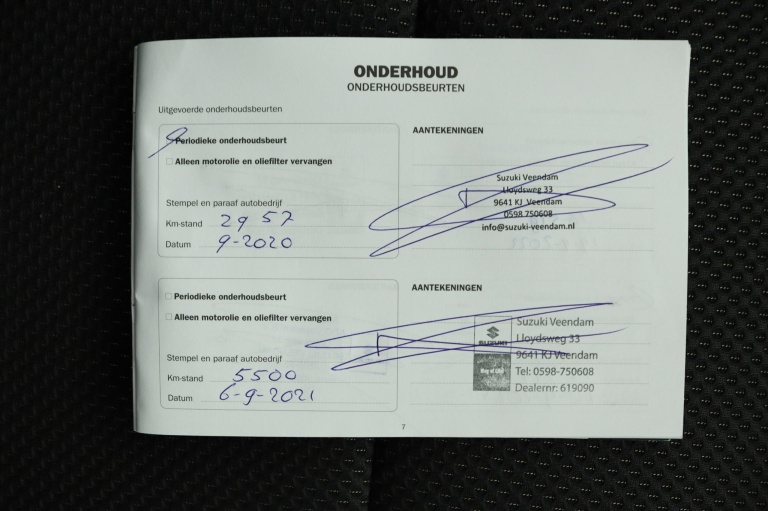 ONDERHOUD
ONDERHOUDSBEURTEN
Uitgevoerde onderhoudsbeurten
Periodieke onderhoudsbeurt
Alleen motorolie en oliefilter vervangen
Stempel en paraaf autobedrijf
Km-stand 2957
Datum 9-2020
AANTEKENINGEN
Suzuki Veendam
Lloydsweg 33
9641 KJ Veendam
0598 750608
info@suzuki-veendam.nl
Periodieke onderhoudsbeurt
Alleen motorolie en oliefilter vervangen
Stempel en paraaf autobedrijf
Km-stand 5500
Datum 6-9-2021
AANTEKENINGEN
SUZUKI
Suzuki Veendam
Lloydsweg 33
9641 KJ Veendam
Tel: 0598-750608
Dealernr: 619090
7